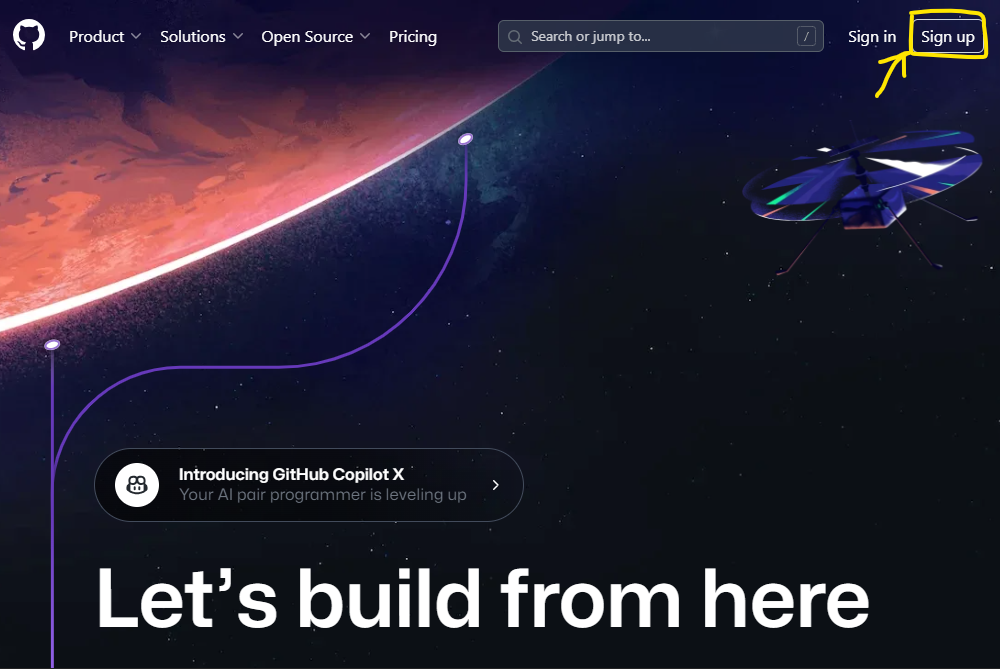 Product Solutions Open Source Pricing Search or jump to... / Sign in Sign up
Introducing GitHub Copilot X
Your AI pair programmer is leveling up
Let's build from here